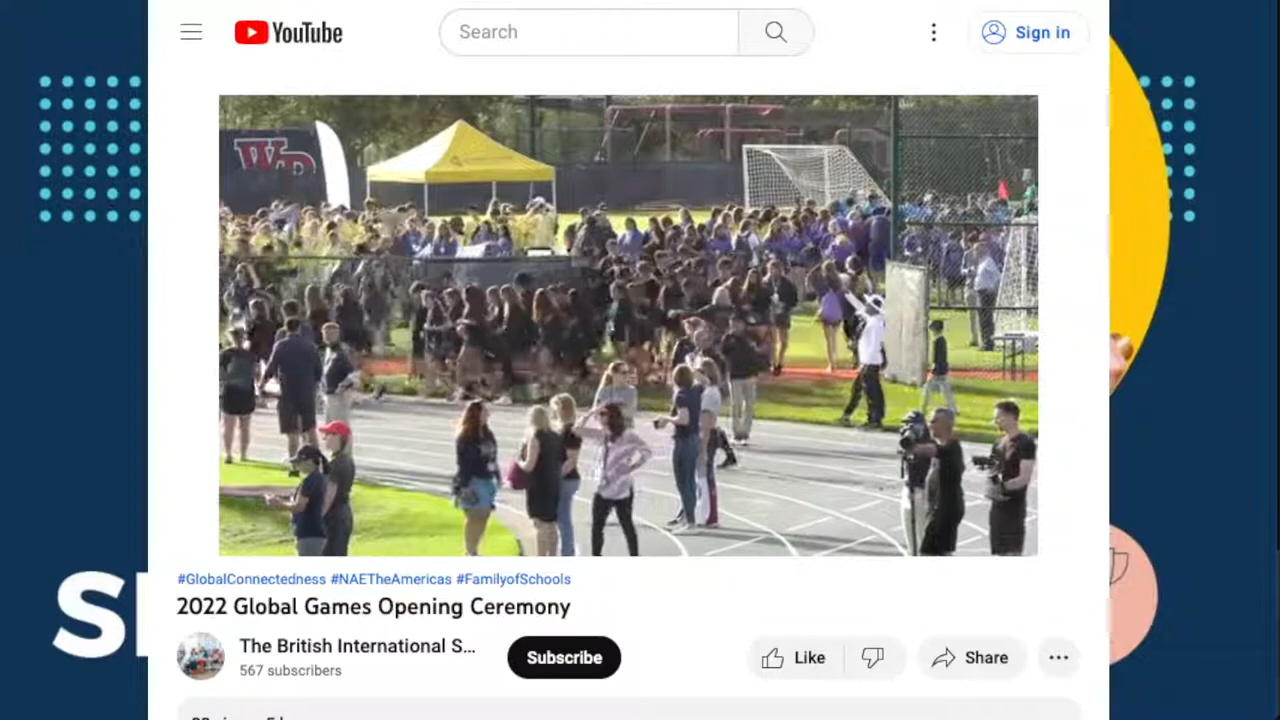 YouTube
Search
Sign in
WP
#GlobalConnectedness #NAETheAmericas #FamilyofSchools
2022 Global Games Opening Ceremony
The British International S...
567 subscribers
Subscribe
Like
Share
S